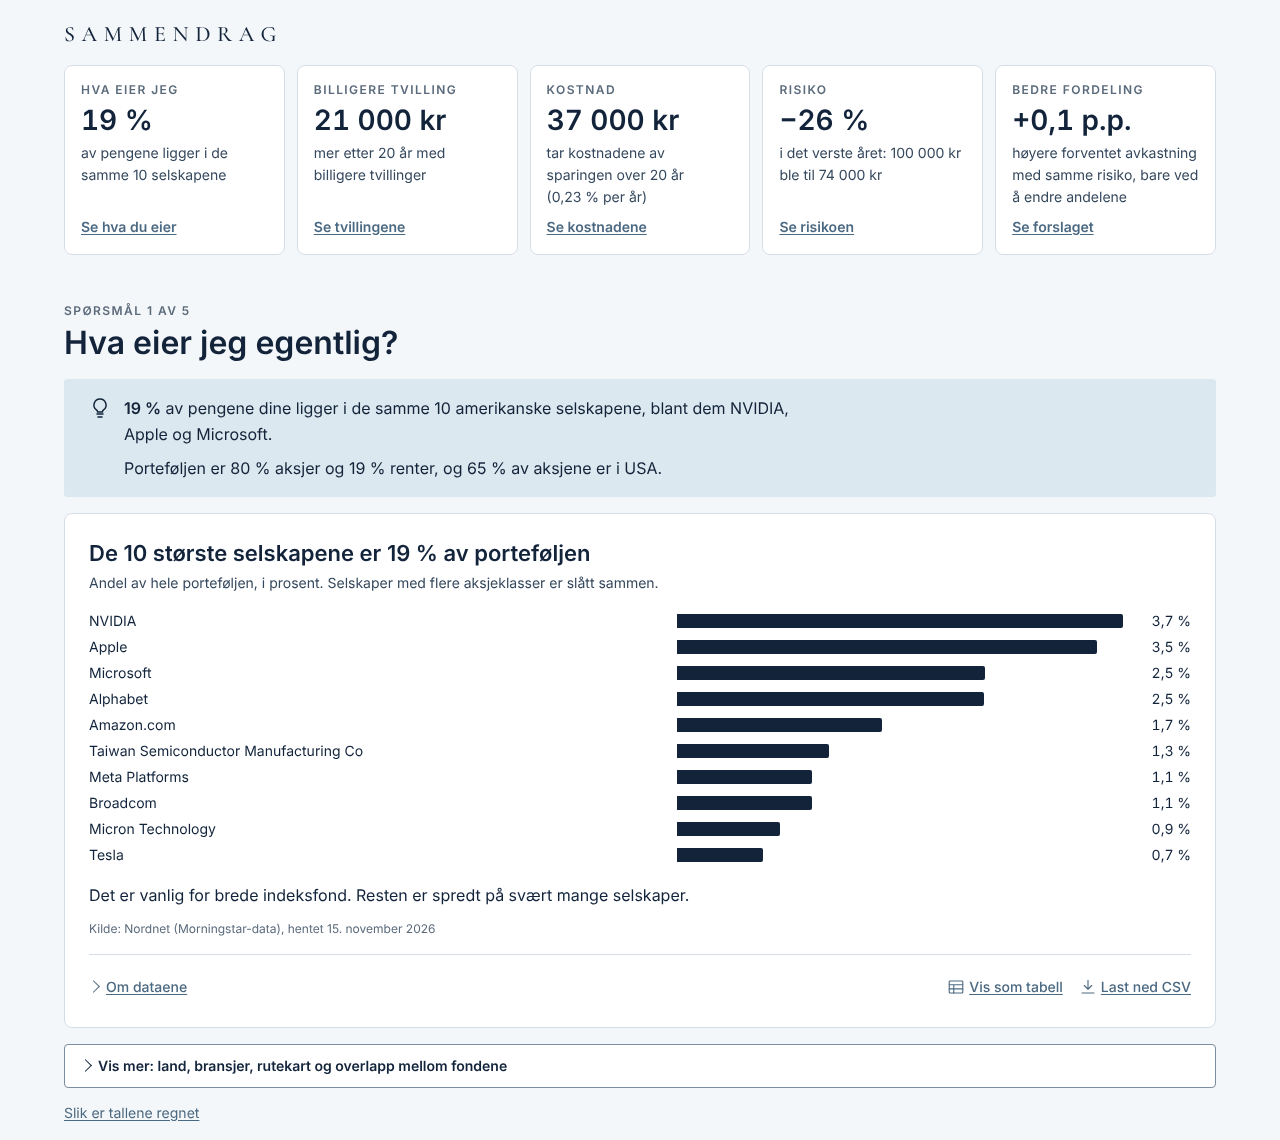 SAMMENDRAG
HVA EIER JEG
19 %
av pengene ligger i de
samme 10 selskapene
Se hva du eier
BILLIGERE TVILLING
21 000 kr
mer etter 20 år med
billigere tvillinger
Se tvillingene
KOSTNAD
37 000 kr
tar kostnadene av
sparingen over 20 år
(0,23 % per år)
Se kostnadene
RISIKO
−26 %
i det verste året: 100 000 kr
ble til 74 000 kr
Se risikoen
BEDRE FORDELING
+0,1 p.p.
høyere forventet avkastning
med samme risiko, bare ved
å endre andelene
Se forslaget
SPØRSMÅL 1 AV 5
Hva eier jeg egentlig?
19 % av pengene dine ligger i de samme 10 amerikanske selskapene, blant dem NVIDIA,
Apple og Microsoft.
Porteføljen er 80 % aksjer og 19 % renter, og 65 % av aksjene er i USA.
De 10 største selskapene er 19 % av porteføljen
Andel av hele porteføljen, i prosent. Selskaper med flere aksjeklasser er slått sammen.
NVIDIA 3,7 %
Apple 3,5 %
Microsoft 2,5 %
Alphabet 2,5 %
Amazon.com 1,7 %
Taiwan Semiconductor Manufacturing Co 1,3 %
Meta Platforms 1,1 %
Broadcom 1,1 %
Micron Technology 0,9 %
Tesla 0,7 %
Det er vanlig for brede indeksfond. Resten er spredt på svært mange selskaper.
Kilde: Nordnet (Morningstar-data), hentet 15. november 2026
Om dataene Vis som tabell Last ned CSV
Vis mer: land, bransjer, rutekart og overlapp mellom fondene
Slik er tallene regnet